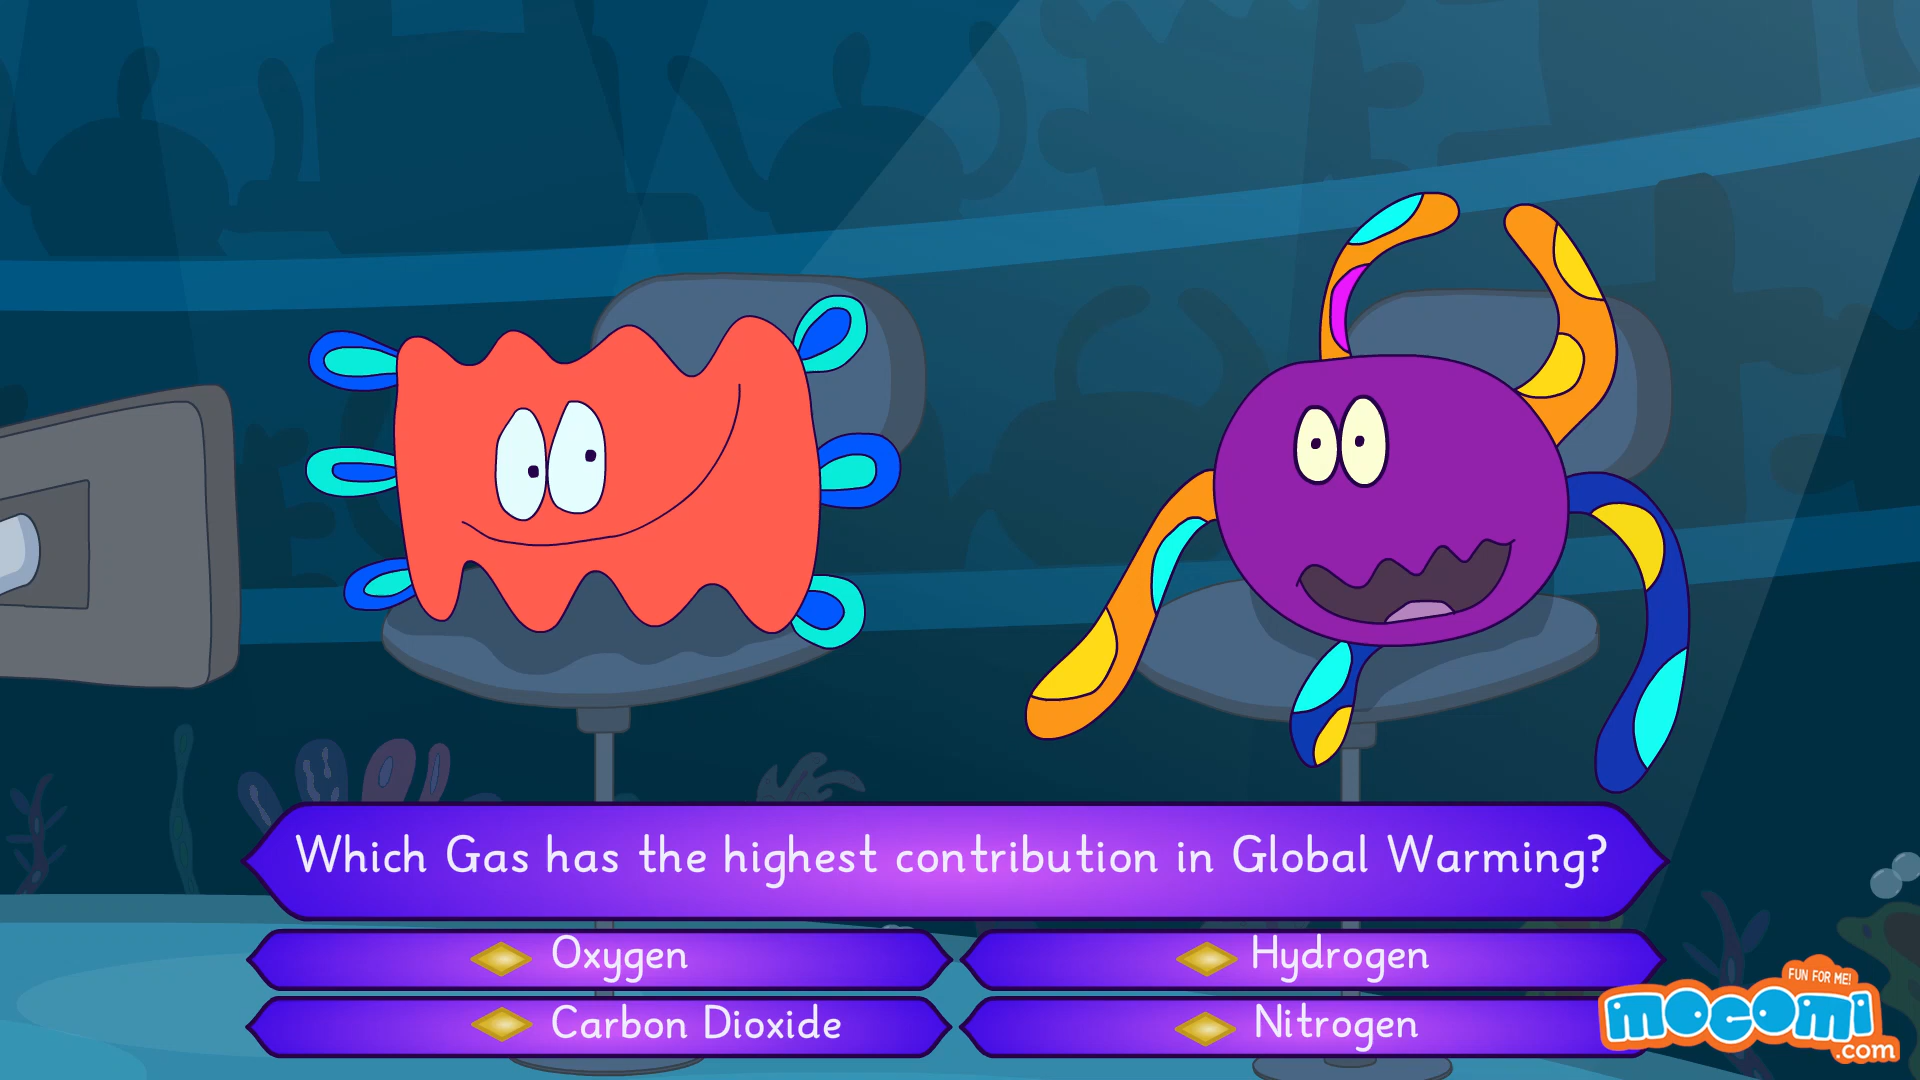 Which Gas has the highest contribution in Global Warming?
Oxygen
Hydrogen
Carbon Dioxide
Nitrogen
FUN FOR ME!
mocomi
.com